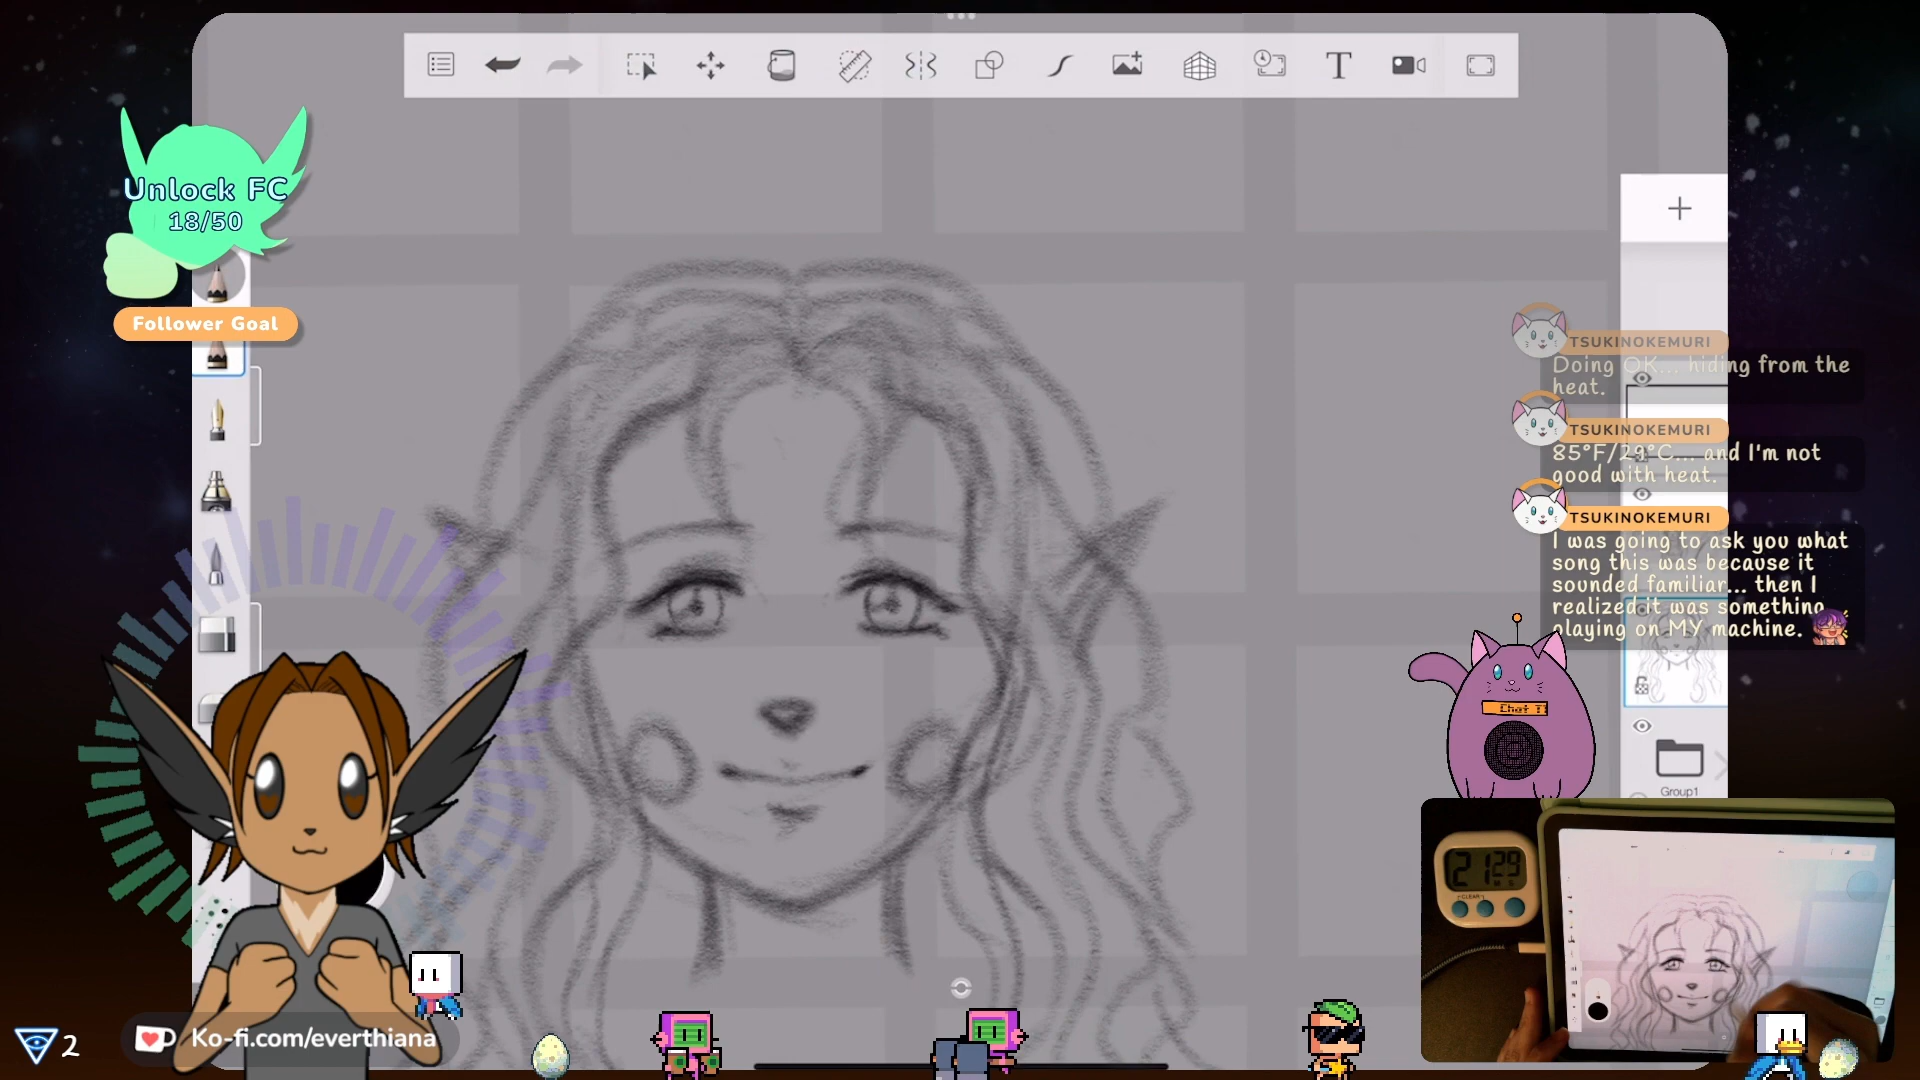 Unlock FC
18/50
Follower Goal
TSUKINOKEMURI
Doing OK... hiding from the
heat.
TSUKINOKEMURI
85°F/29°C... and I'm not
good with heat.
TSUKINOKEMURI
I was going to ask you what
song this was because it
sounded familiar... then I
realized it was something
playing on MY machine.
Group1
CLEAR
21 29
2
Ko-fi.com/everthiana